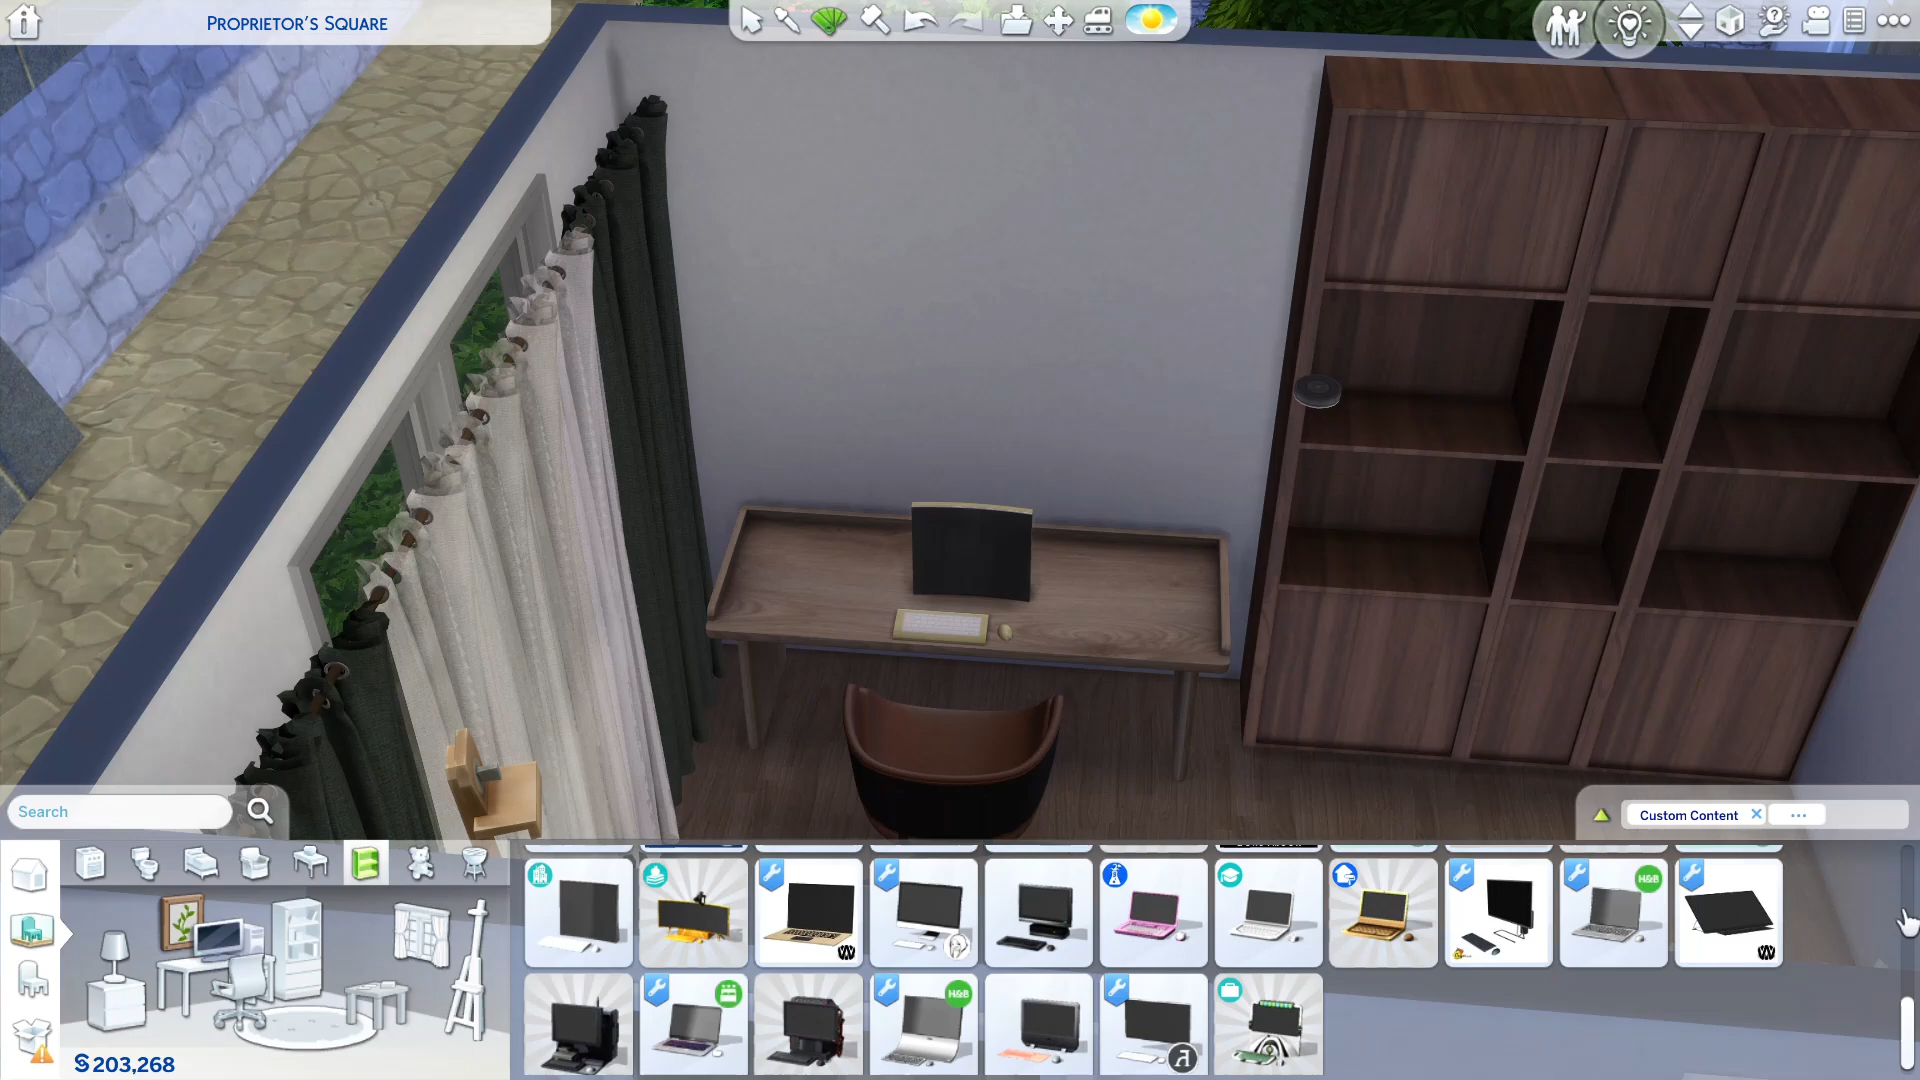 PROPRIETOR'S SQUARE
Search
Custom Content
H&B
H&B
§203,268